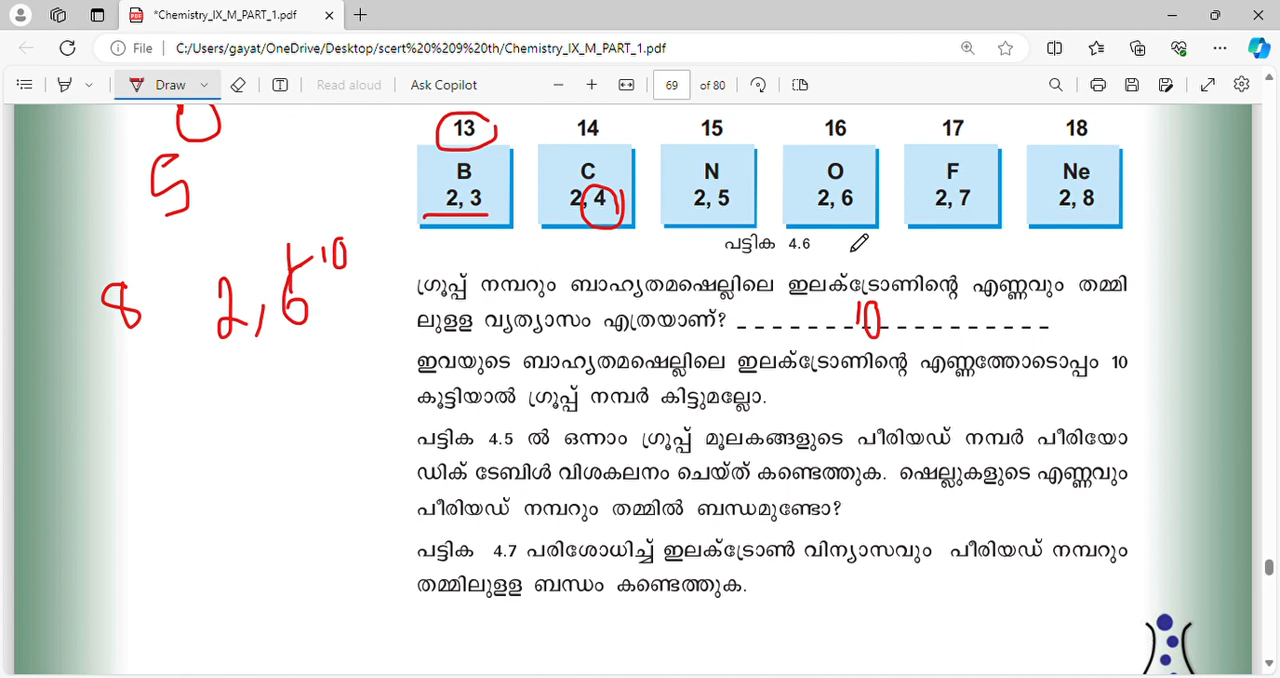 *Chemistry_IX_M_PART_1.pdf
File C:/Users/gayat/OneDrive/Desktop/scert%20%209%20th/Chemistry_IX_M_PART_1.pdf
Draw Read aloud Ask Copilot 69 of 80
13 14 15 16 17 18
B C N O F Ne
2, 3 2, 4 2, 5 2, 6 2, 7 2, 8
5
പട്ടിക 4.6
8 2, 6 +10
ഗ്രൂപ്പ് നമ്പറും ബാഹ്യതമഷെല്ലിലെ ഇലക്ട്രോണിന്റെ എണ്ണവും തമ്മി
ലുളള വ്യത്യാസം എത്രയാണ്? _ _ _ _ _ _ _ 10 _ _ _ _ _ _ _ _ _
ഇവയുടെ ബാഹ്യതമഷെല്ലിലെ ഇലക്ട്രോണിന്റെ എണ്ണത്തോടൊപ്പം 10
കൂട്ടിയാൽ ഗ്രൂപ്പ് നമ്പർ കിട്ടുമല്ലോ.
പട്ടിക 4.5 ൽ ഒന്നാം ഗ്രൂപ്പ് മൂലകങ്ങളുടെ പീരിയഡ് നമ്പർ പീരിയോ
ഡിക് ടേബിൾ വിശകലനം ചെയ്ത് കണ്ടെത്തുക. ഷെല്ലുകളുടെ എണ്ണവും
പീരിയഡ് നമ്പറും തമ്മിൽ ബന്ധമുണ്ടോ?
പട്ടിക 4.7 പരിശോധിച്ച് ഇലക്ട്രോൺ വിന്യാസവും പീരിയഡ് നമ്പറും
തമ്മിലുളള ബന്ധം കണ്ടെത്തുക.